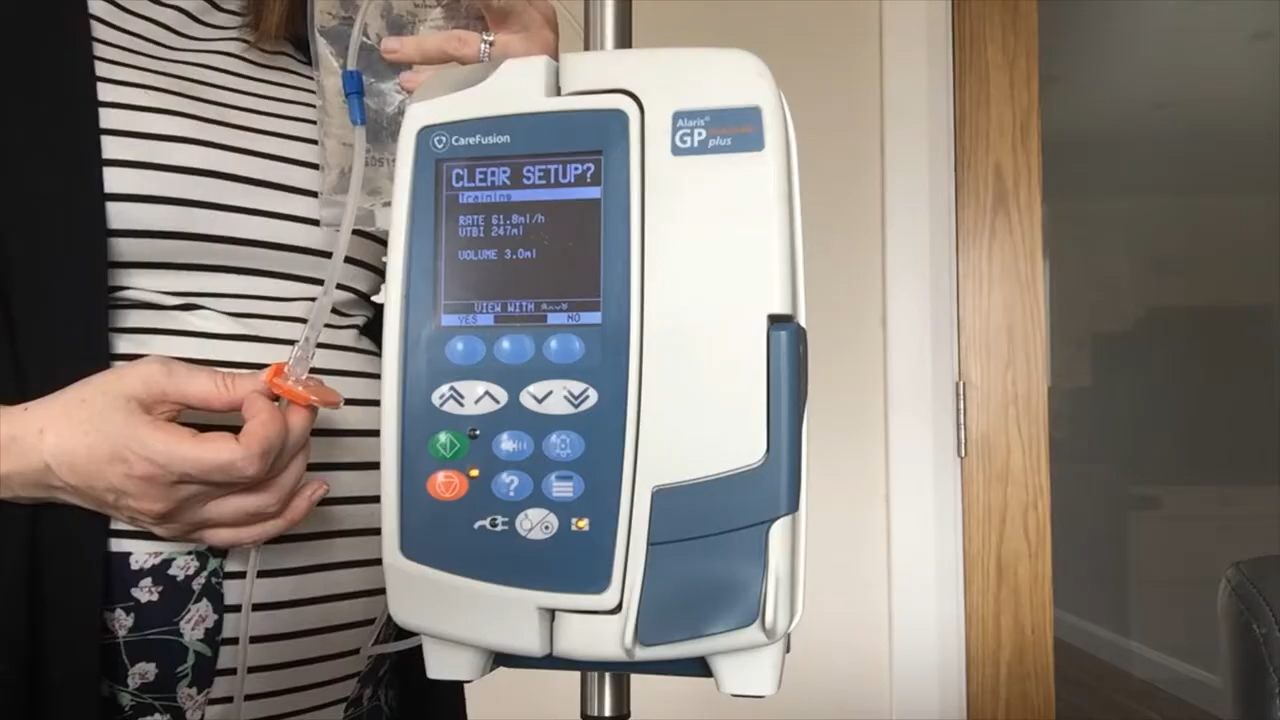 CareFusion
Alaris®
GP
plus
CLEAR SETUP?
Training
RATE 61.8ml/h
VTBI 247ml
VOLUME 3.0ml
VIEW WITH
YES NO
?